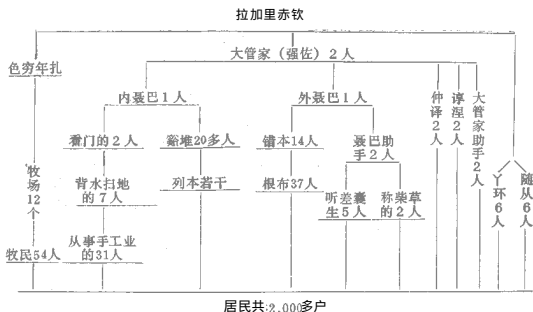 拉加里赤钦
色穷年扎
大管家（强佐）2人
内聂巴1人
外聂巴1人
仲译2人
谆涅2人
大管家助手2人
看门的2人
谿堆20多人
错本14人
聂巴助手2人
牧场12个
背水扫地的7人
列本若干
根布37人
听差囊生5人
称柴草的2人
丫环6人
随从6人
牧民54人
从事手工业的31人
居民共2,000多户